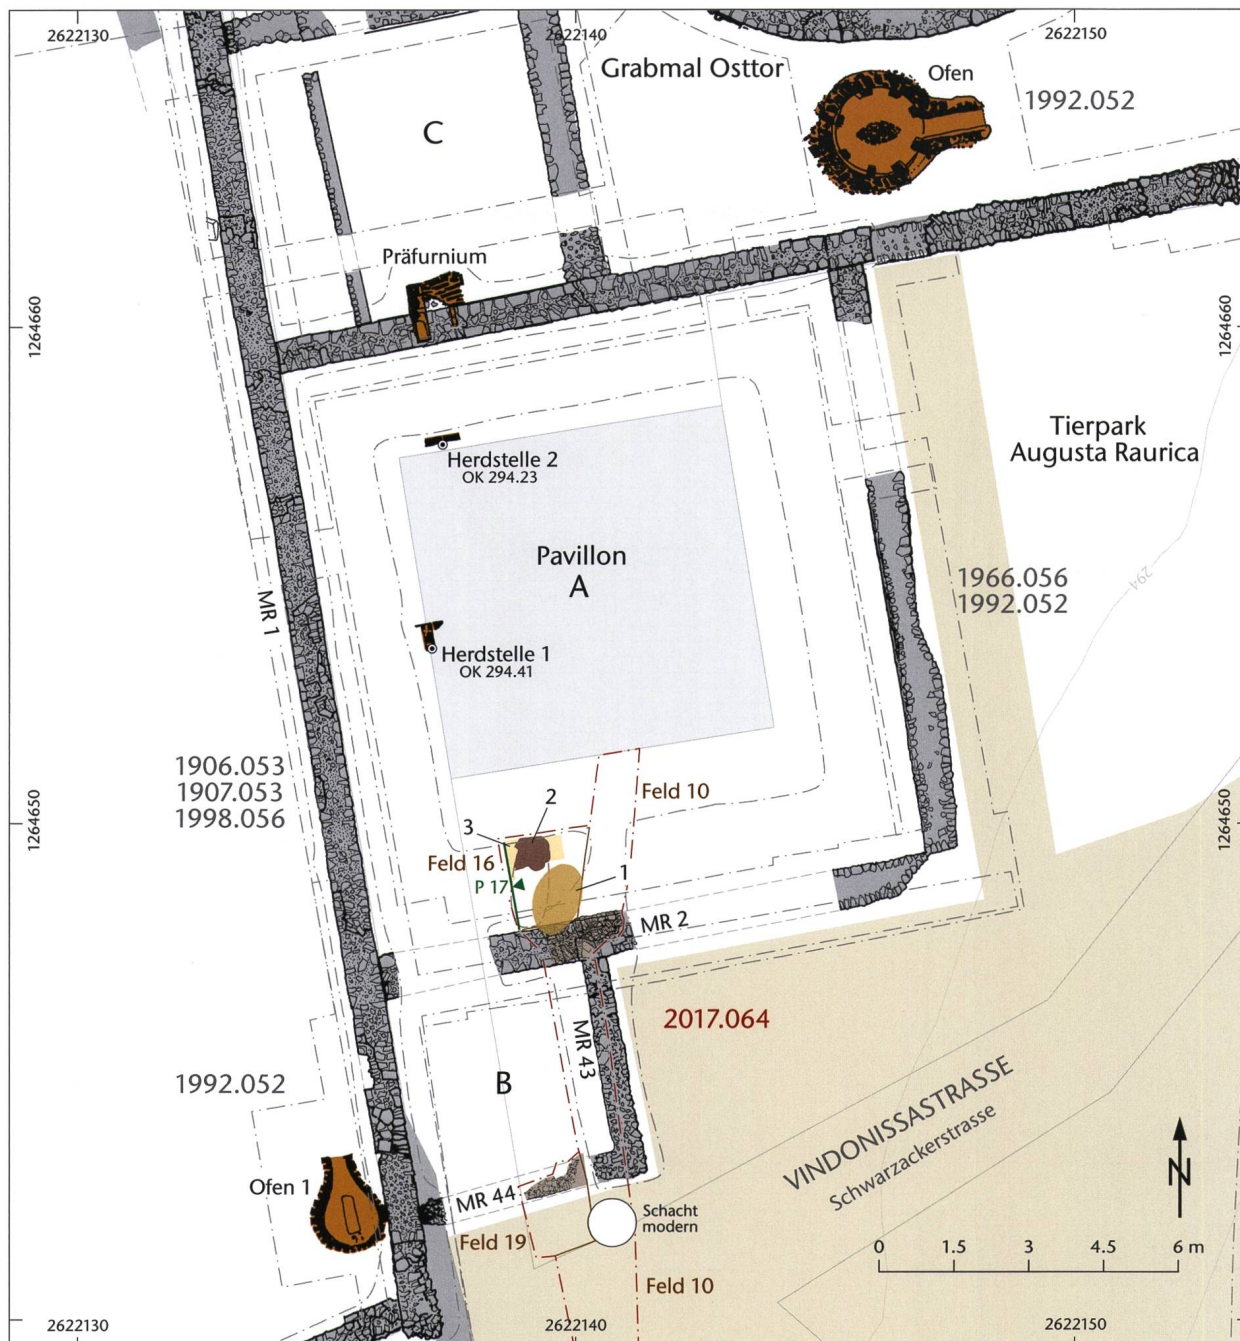 2622130
2622140
2622150
Grabmal Osttor
Ofen
1992.052
C
Präfurnium
1264660
1264660
Tierpark
Augusta Raurica
Herdstelle 2
OK 294.23
Pavillon
A
294
1966.056
1992.052
MR 1
Herdstelle 1
OK 294.41
1906.053
1907.053
1998.056
Feld 10
1264650
1264650
2
3
Feld 16
1
P 17
MR 2
2017.064
MR 43
B
1992.052
VINDONISSASTRASSE
Schwarzackerstrasse
N
Ofen 1
MR 44
Schacht
modern
Feld 19
0 1.5 3 4.5 6 m
Feld 10
2622130
2622140
2622150